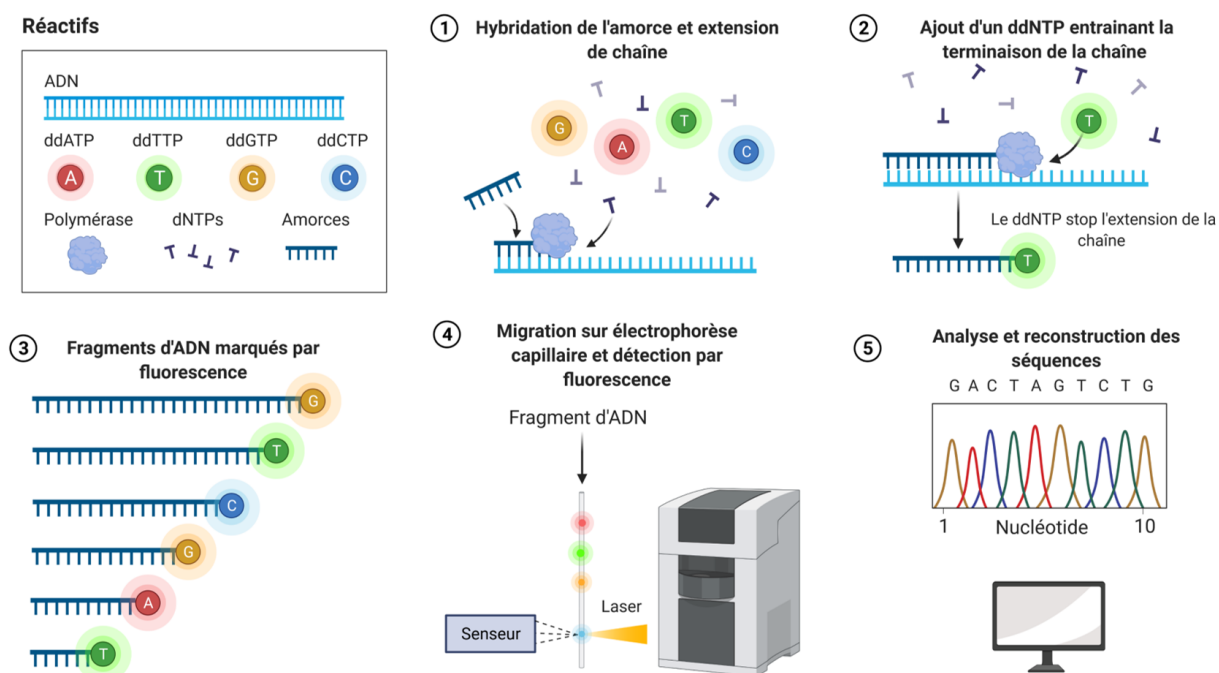 Réactifs
ADN
ddATP ddTTP ddGTP ddCTP
A T G C
Polymérase dNTPs Amorces
1 Hybridation de l'amorce et extension
de chaîne
G A T C
2 Ajout d'un ddNTP entrainant la
terminaison de la chaîne
T
Le ddNTP stop l'extension de la
chaîne
T
3 Fragments d'ADN marqués par
fluorescence
G
T
C
G
A
T
4 Migration sur électrophorèse
capillaire et détection par
fluorescence
Fragment d'ADN
Laser
Senseur
5 Analyse et reconstruction des
séquences
G A C T A G T C T G
1 Nucléotide 10